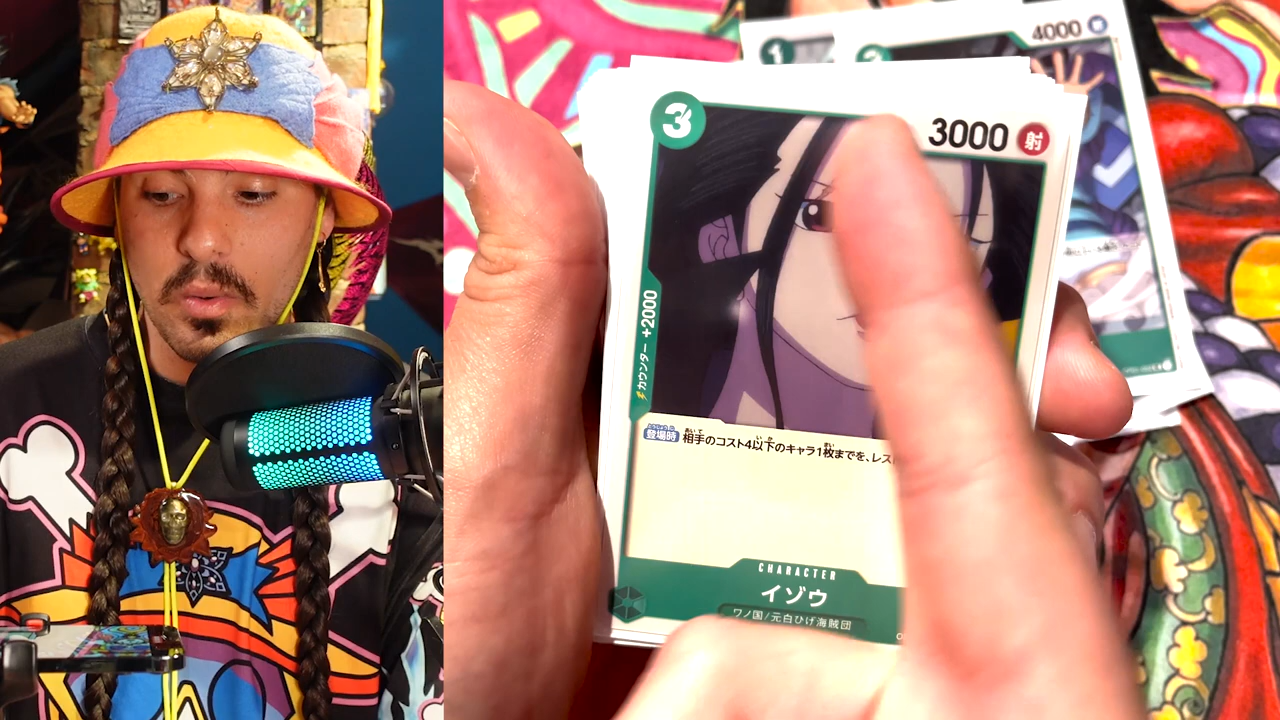 3
3000
射
カウンター +2000
登場時 相手のコスト4以下のキャラ1枚までを、レス
CHARACTER
イゾウ
ワノ国/元白ひげ海賊団
1
4000